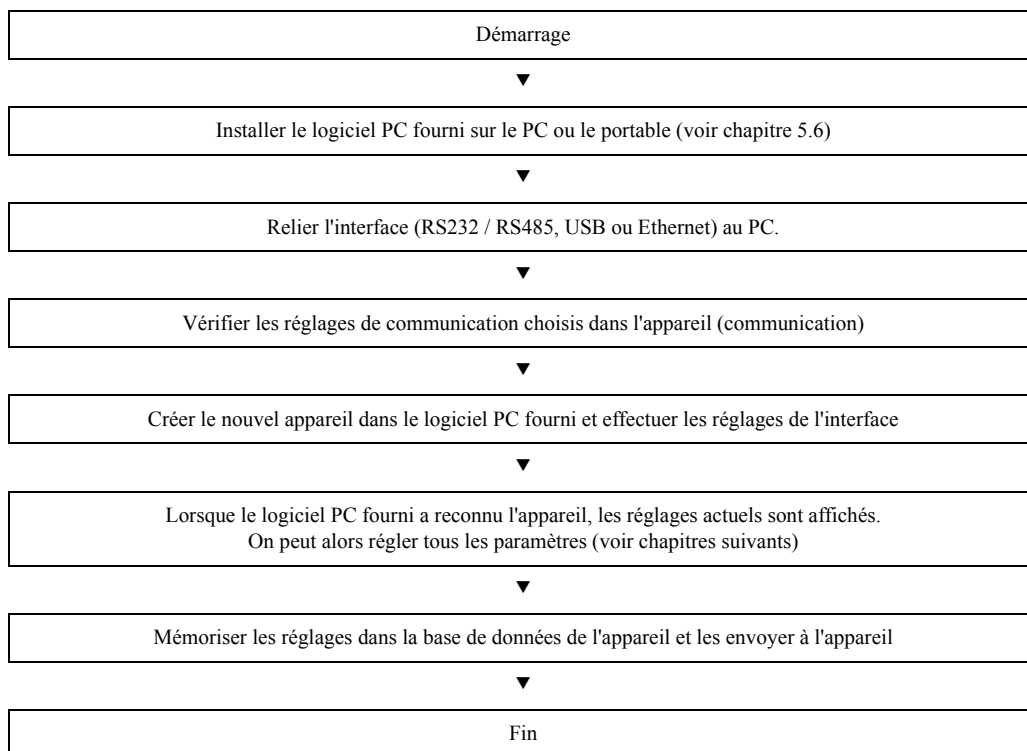 Démarrage
▼
Installer le logiciel PC fourni sur le PC ou le portable (voir chapitre 5.6)
▼
Relier l'interface (RS232 / RS485, USB ou Ethernet) au PC.
▼
Vérifier les réglages de communication choisis dans l'appareil (communication)
▼
Créer le nouvel appareil dans le logiciel PC fourni et effectuer les réglages de l'interface
▼
Lorsque le logiciel PC fourni a reconnu l'appareil, les réglages actuels sont affichés.
On peut alors régler tous les paramètres (voir chapitres suivants)
▼
Mémoriser les réglages dans la base de données de l'appareil et les envoyer à l'appareil
▼
Fin